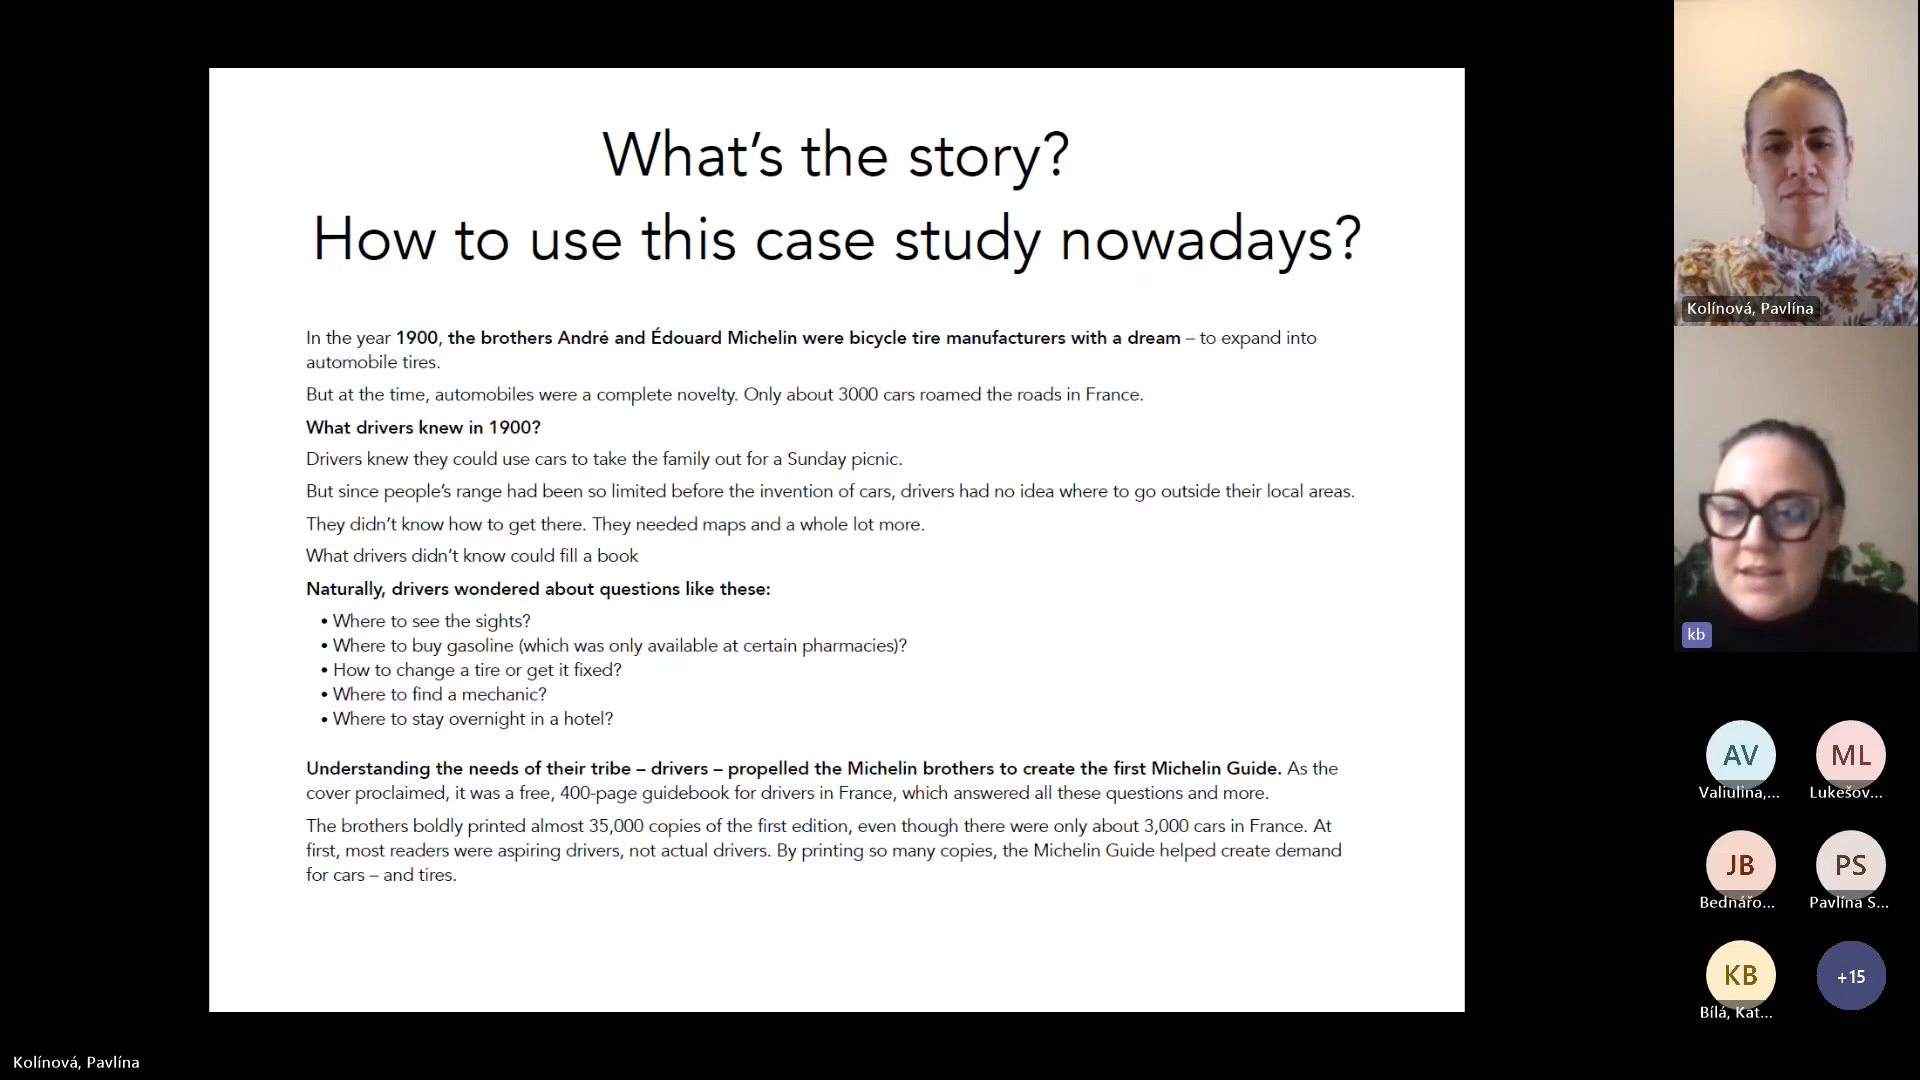 What's the story?
How to use this case study nowadays?
In the year 1900, the brothers André and Édouard Michelin were bicycle tire manufacturers with a dream – to expand into
automobile tires.
But at the time, automobiles were a complete novelty. Only about 3000 cars roamed the roads in France.
What drivers knew in 1900?
Drivers knew they could use cars to take the family out for a Sunday picnic.
But since people's range had been so limited before the invention of cars, drivers had no idea where to go outside their local areas.
They didn't know how to get there. They needed maps and a whole lot more.
What drivers didn't know could fill a book
Naturally, drivers wondered about questions like these:
• Where to see the sights?
• Where to buy gasoline (which was only available at certain pharmacies)?
• How to change a tire or get it fixed?
• Where to find a mechanic?
• Where to stay overnight in a hotel?
Understanding the needs of their tribe – drivers – propelled the Michelin brothers to create the first Michelin Guide. As the
cover proclaimed, it was a free, 400-page guidebook for drivers in France, which answered all these questions and more.
The brothers boldly printed almost 35,000 copies of the first edition, even though there were only about 3,000 cars in France. At
first, most readers were aspiring drivers, not actual drivers. By printing so many copies, the Michelin Guide helped create demand
for cars – and tires.
Kolínová, Pavlína
kb
AV
Valiulina,...
ML
Lukešov...
JB
Bednářo...
PS
Pavlína S...
KB
Bílá, Kat...
+15
Kolínová, Pavlína